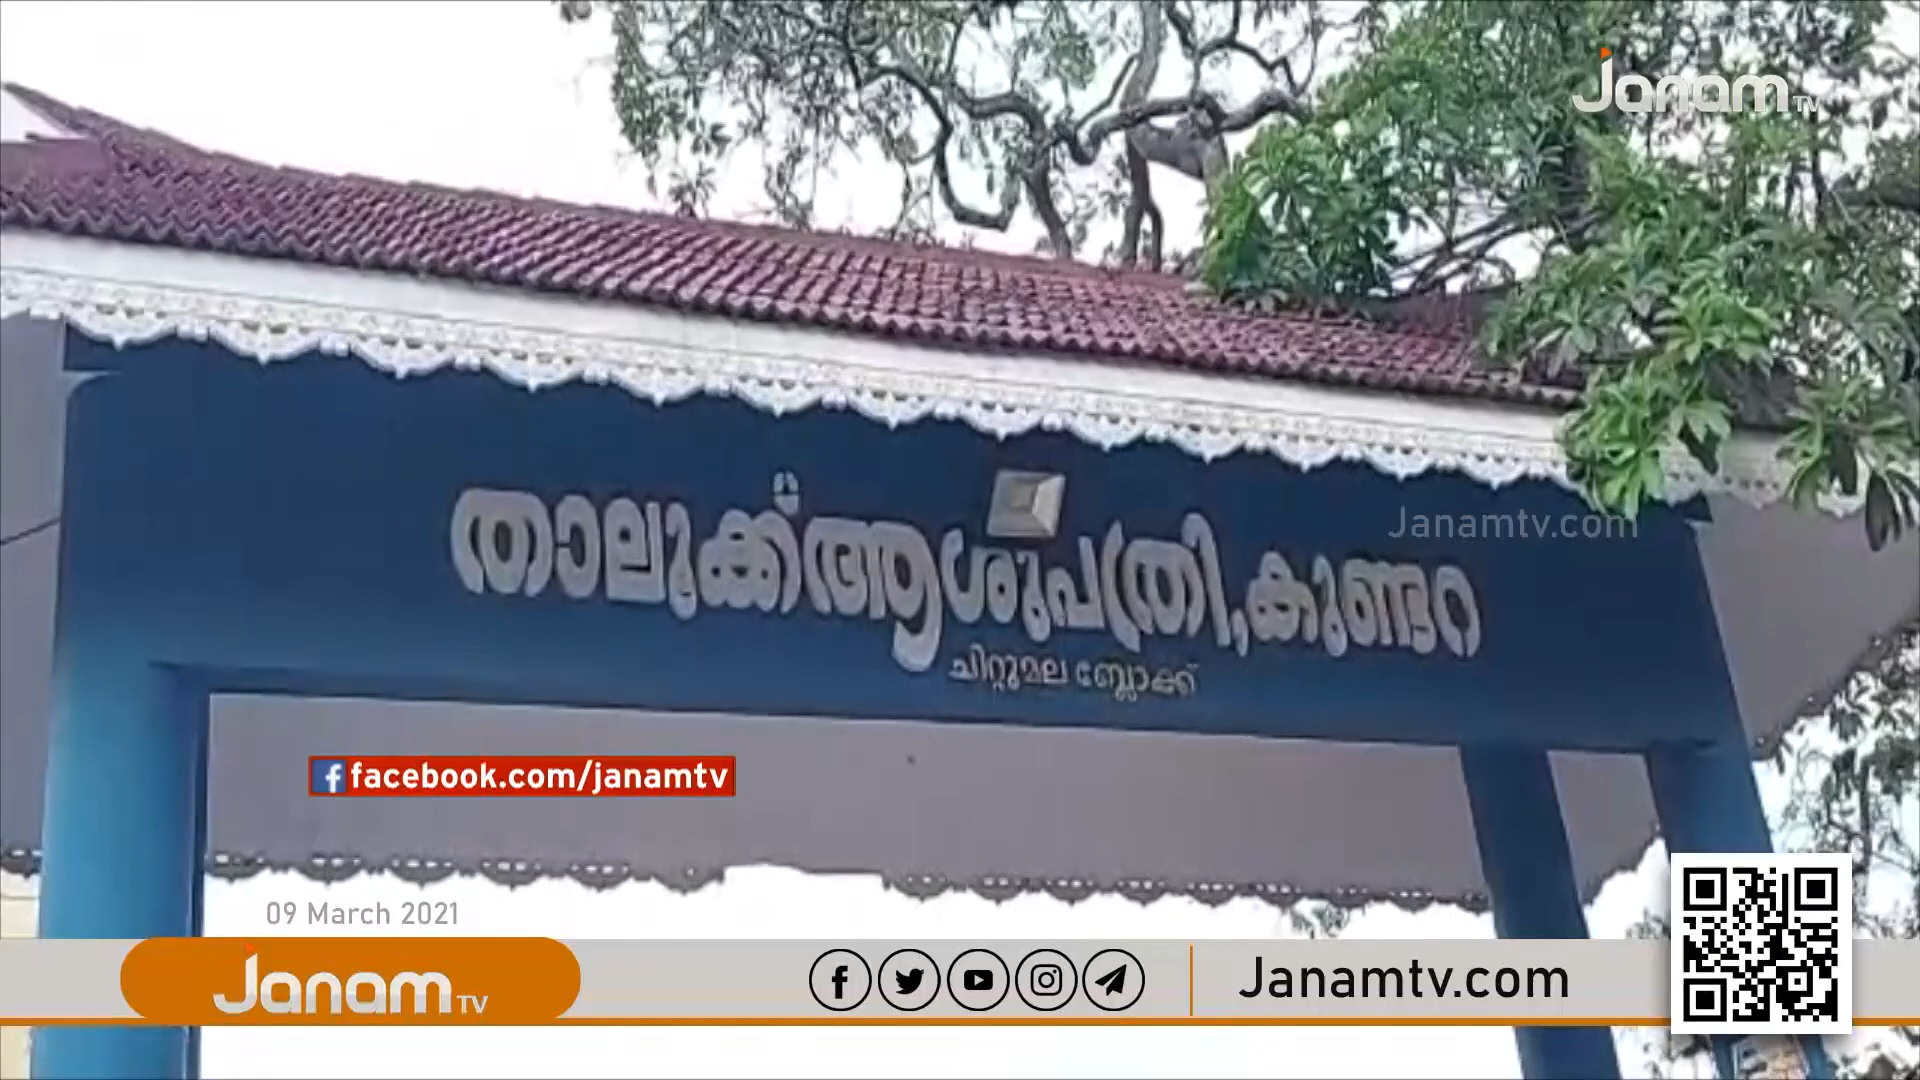 Janam TV
Janamtv.com
താലൂക്ക് ആശുപത്രി, കുണ്ടറ
ചിറ്റുമല ബ്ലോക്ക്
facebook.com/janamtv
09 March 2021
Janam TV
Janamtv.com